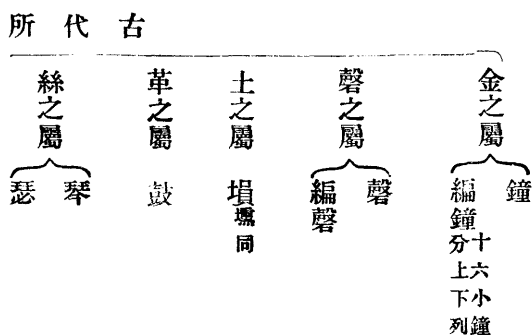 古代所
金之屬
鐘
編鐘十六小鐘分上下列
磬之屬
磬
編磬
土之屬
塤壎同
革之屬
鼓
絲之屬
琴
瑟